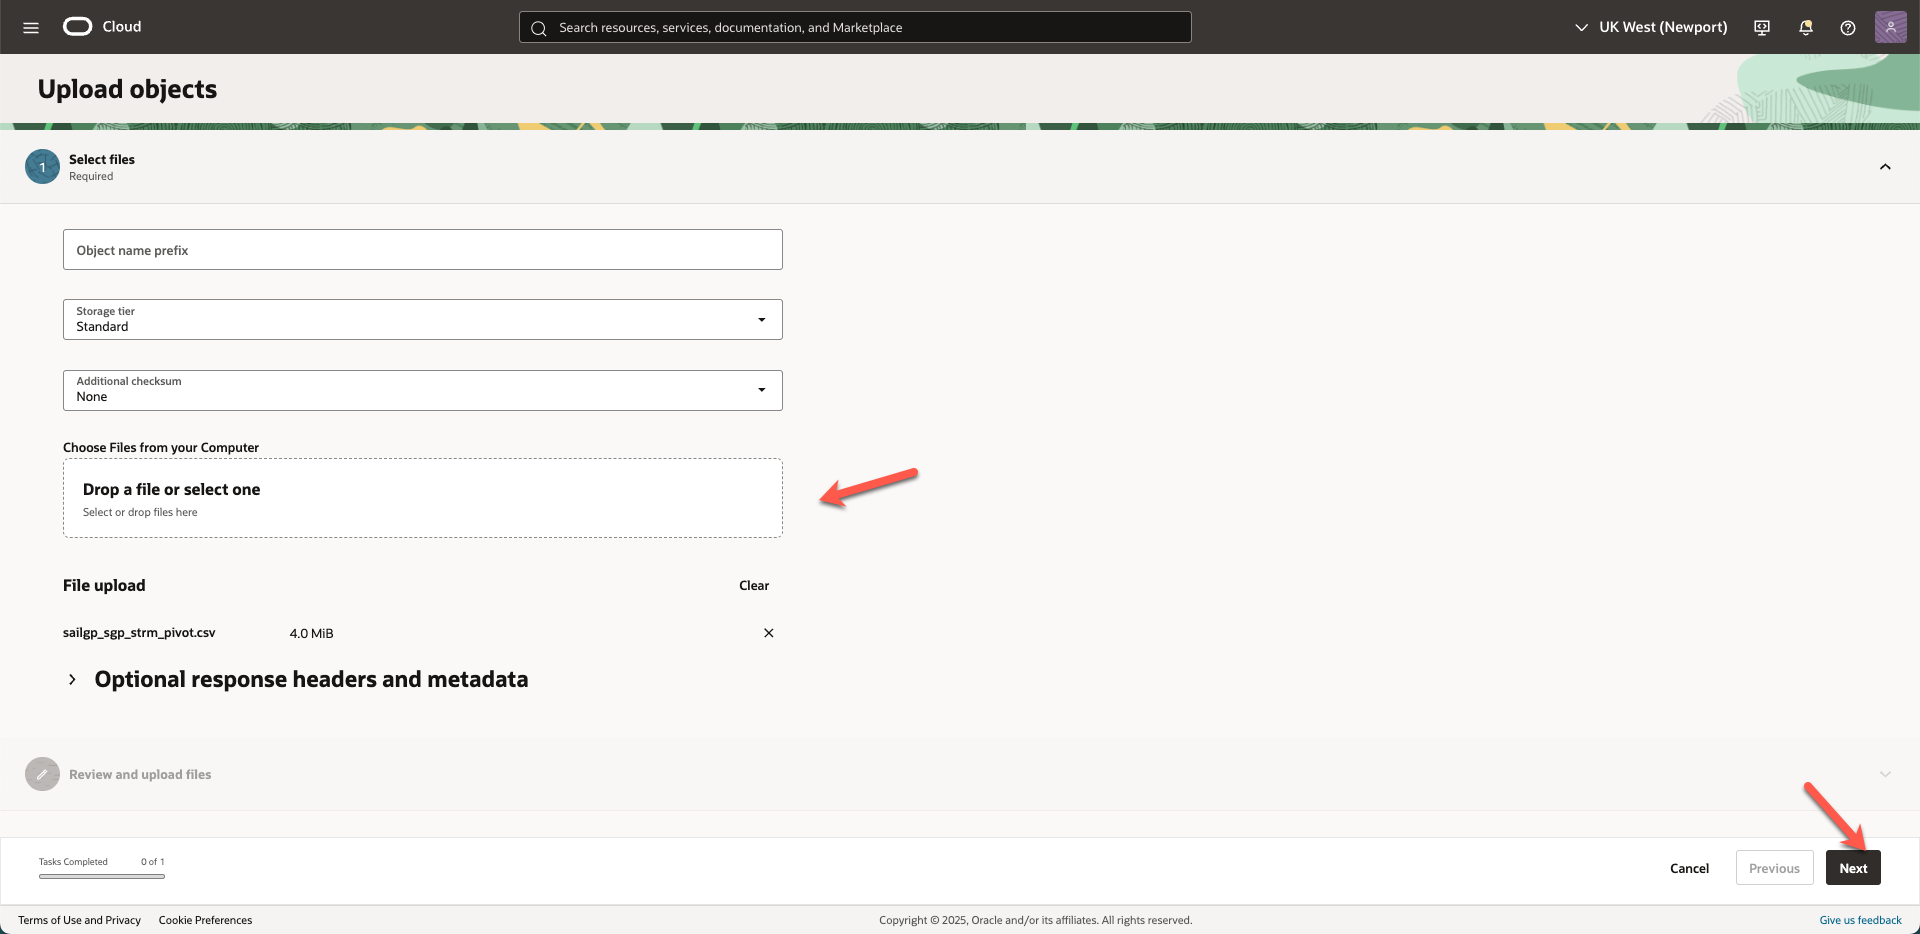 Cloud
Search resources, services, documentation, and Marketplace
UK West (Newport)
Upload objects
1
Select files
Required
Object name prefix
Storage tier
Standard
Additional checksum
None
Choose Files from your Computer
Drop a file or select one
Select or drop files here
File upload
Clear
sailgp_sgp_strm_pivot.csv
4.0 MiB
Optional response headers and metadata
Review and upload files
Tasks Completed
0 of 1
Cancel
Previous
Next
Terms of Use and Privacy
Cookie Preferences
Copyright © 2025, Oracle and/or its affiliates. All rights reserved.
Give us feedback